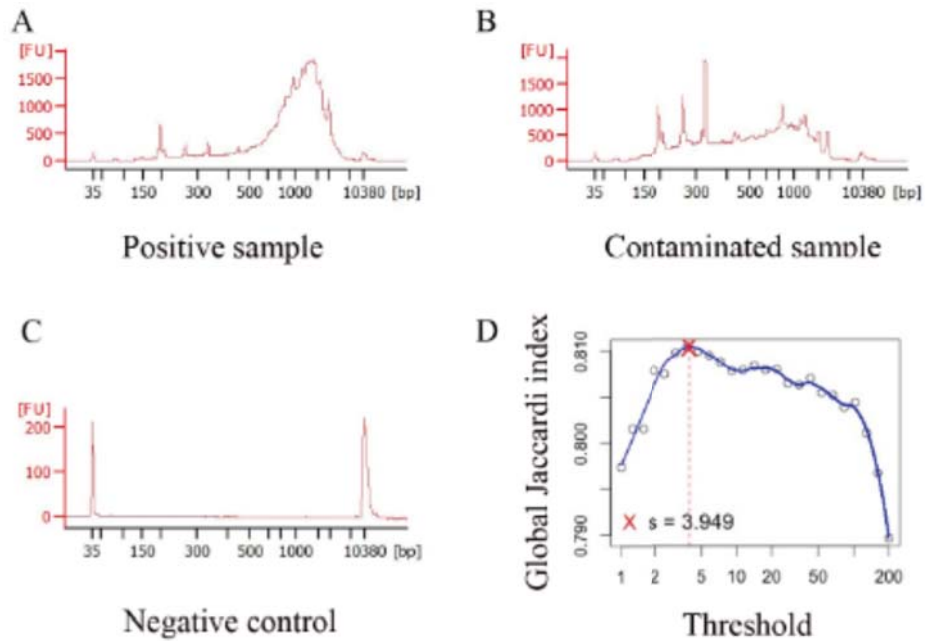 A
[FU]
1500
1000
500
0
35 150 300 500 1000 10380 [bp]
Positive sample
B
[FU]
1500
1000
500
0
35 150 300 500 1000 10380 [bp]
Contaminated sample
C
[FU]
200
100
0
35 150 300 500 1000 10380 [bp]
Negative control
D
Global Jaccardi index
0.810
0.800
0.790
s = 3.949
1 2 5 10 20 50 200
Threshold